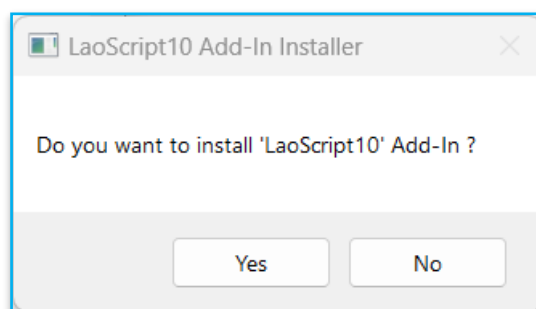 LaoScript10 Add-In Installer
Do you want to install 'LaoScript10' Add-In ?
Yes
No